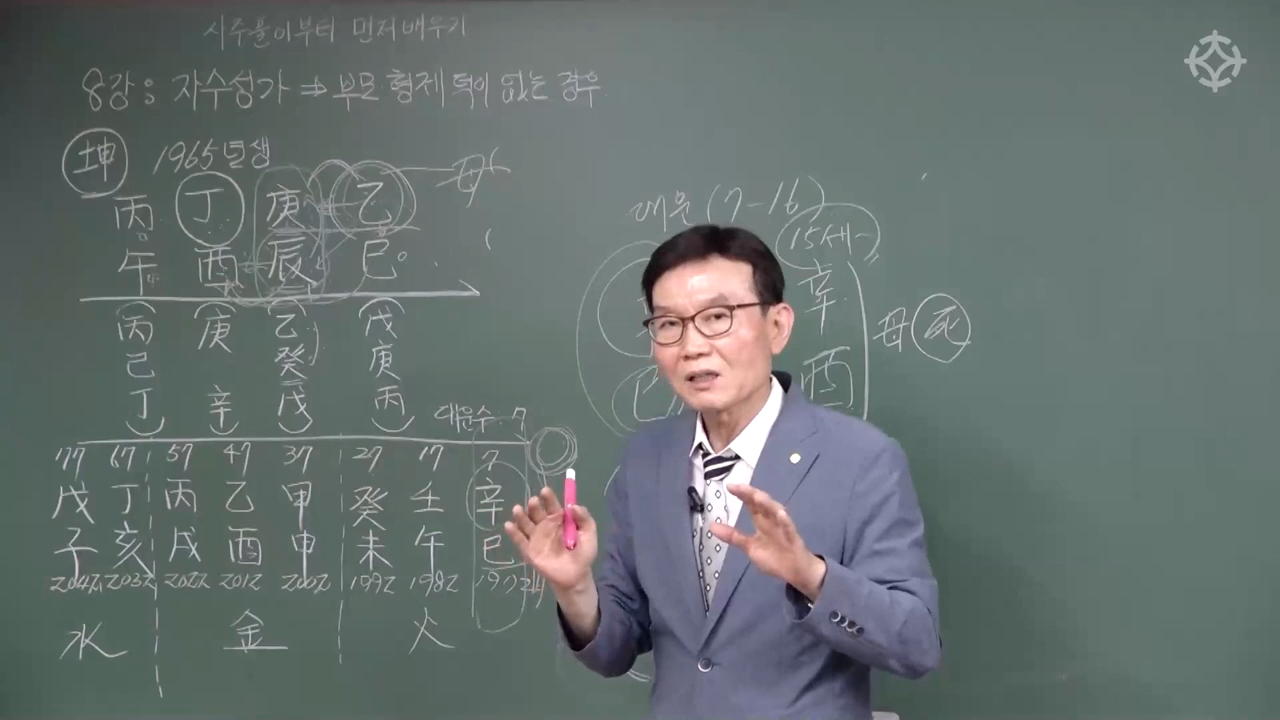 사주풀이부터 먼저 배우기
8강 : 자수성가 ⇒ 부모 형제 덕이 없는 경우
坤 1965년생
丙 丁 庚 乙 母
午 酉 辰 巳
丙 庚 乙 戊
己 癸 庚
丁 辛 戊 丙
대운수 7
77 67 57 47 37 27 17 7
戊 丁 丙 乙 甲 癸 壬 辛
子 亥 戌 酉 申 未 午 巳
2042 2032 2022 2012 2002 1992 1982 1972
水 金 火
대운 (7-16)
15세
辛
巳 酉
母 死